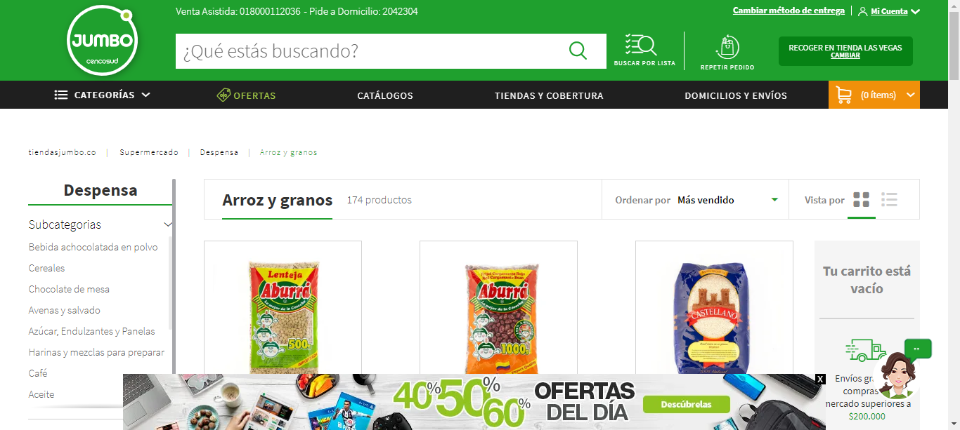 Venta Asistida: 018000112036 - Pide a Domicilio: 2042304
Cambiar método de entrega
Mi Cuenta
JUMBO
cencosud
¿Qué estás buscando?
BUSCAR POR LISTA
REPETIR PEDIDO
RECOGER EN TIENDA LAS VEGAS
CAMBIAR
CATEGORÍAS
OFERTAS
CATÁLOGOS
TIENDAS Y COBERTURA
DOMICILIOS Y ENVÍOS
(0 ítems)
tiendasjumbo.co | Supermercado | Despensa | Arroz y granos
Despensa
Subcategorias
Bebida achocolatada en polvo
Cereales
Chocolate de mesa
Avenas y salvado
Azúcar, Endulzantes y Panelas
Harinas y mezclas para preparar
Café
Aceite
Arroz y granos
174 productos
Ordenar por Más vendido
Vista por
Lenteja
Aburrá
500
Aburrá
1000
CASTELLANO
Tu carrito está
vacío
Envíos
compras
mercado superiores a
$200.000
40% 50% 60%
OFERTAS
DEL DÍA
Descúbrelas
X